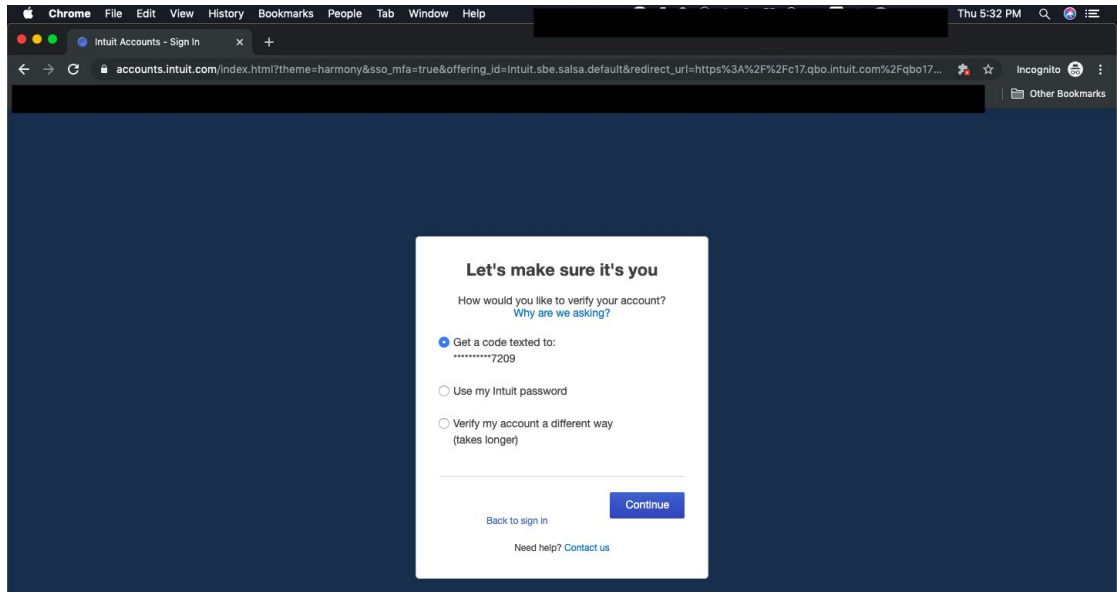 Chrome File Edit View History Bookmarks People Tab Window Help Thu 5:32 PM
Intuit Accounts - Sign In
accounts.intuit.com/index.html?theme=harmony&sso_mfa=true&offering_id=Intuit.sbe.salsa.default&redirect_url=https%3A%2F%2Fc17.qbo.intuit.com%2Fqbo17... Incognito
Other Bookmarks
Let's make sure it's you
How would you like to verify your account?
Why are we asking?
Get a code texted to:
**********7209
Use my Intuit password
Verify my account a different way
(takes longer)
Continue
Back to sign in
Need help? Contact us